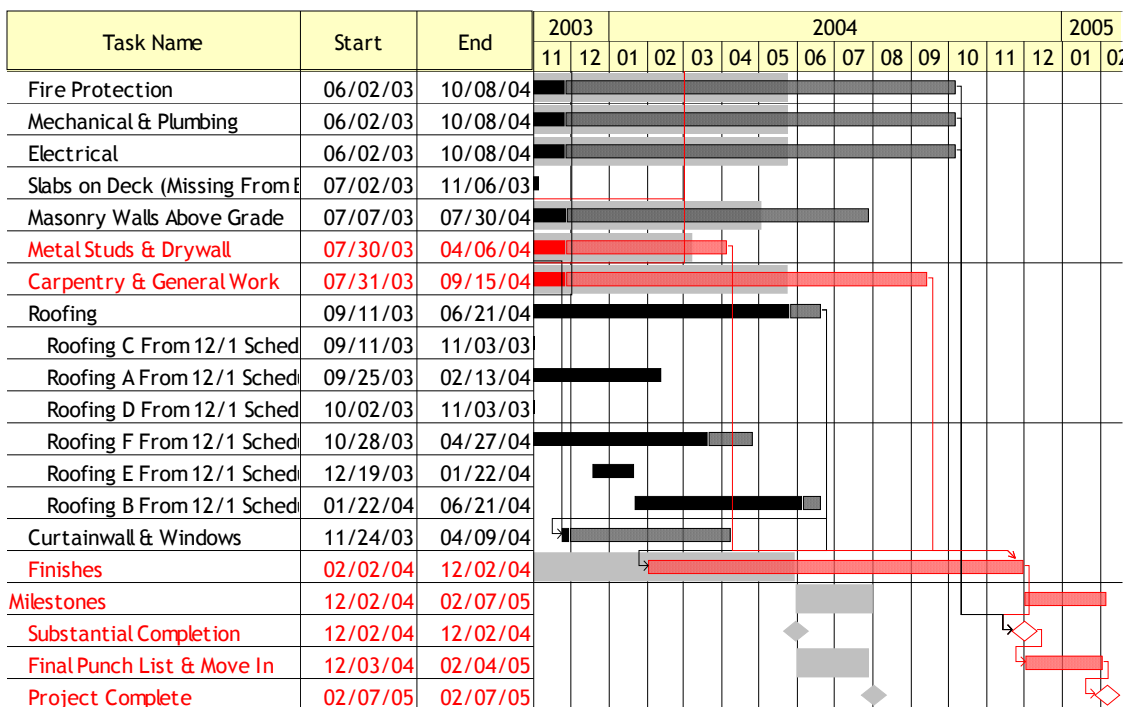 Task Name Start End 2003 2004 2005
11 12 01 02 03 04 05 06 07 08 09 10 11 12 01 02
Fire Protection 06/02/03 10/08/04
Mechanical & Plumbing 06/02/03 10/08/04
Electrical 06/02/03 10/08/04
Slabs on Deck (Missing From E 07/02/03 11/06/03
Masonry Walls Above Grade 07/07/03 07/30/04
Metal Studs & Drywall 07/30/03 04/06/04
Carpentry & General Work 07/31/03 09/15/04
Roofing 09/11/03 06/21/04
Roofing C From 12/1 Sched 09/11/03 11/03/03
Roofing A From 12/1 Schedu 09/25/03 02/13/04
Roofing D From 12/1 Sched 10/02/03 11/03/03
Roofing F From 12/1 Schedu 10/28/03 04/27/04
Roofing E From 12/1 Schedu 12/19/03 01/22/04
Roofing B From 12/1 Schedu 01/22/04 06/21/04
Curtainwall & Windows 11/24/03 04/09/04
Finishes 02/02/04 12/02/04
Milestones 12/02/04 02/07/05
Substantial Completion 12/02/04 12/02/04
Final Punch List & Move In 12/03/04 02/04/05
Project Complete 02/07/05 02/07/05